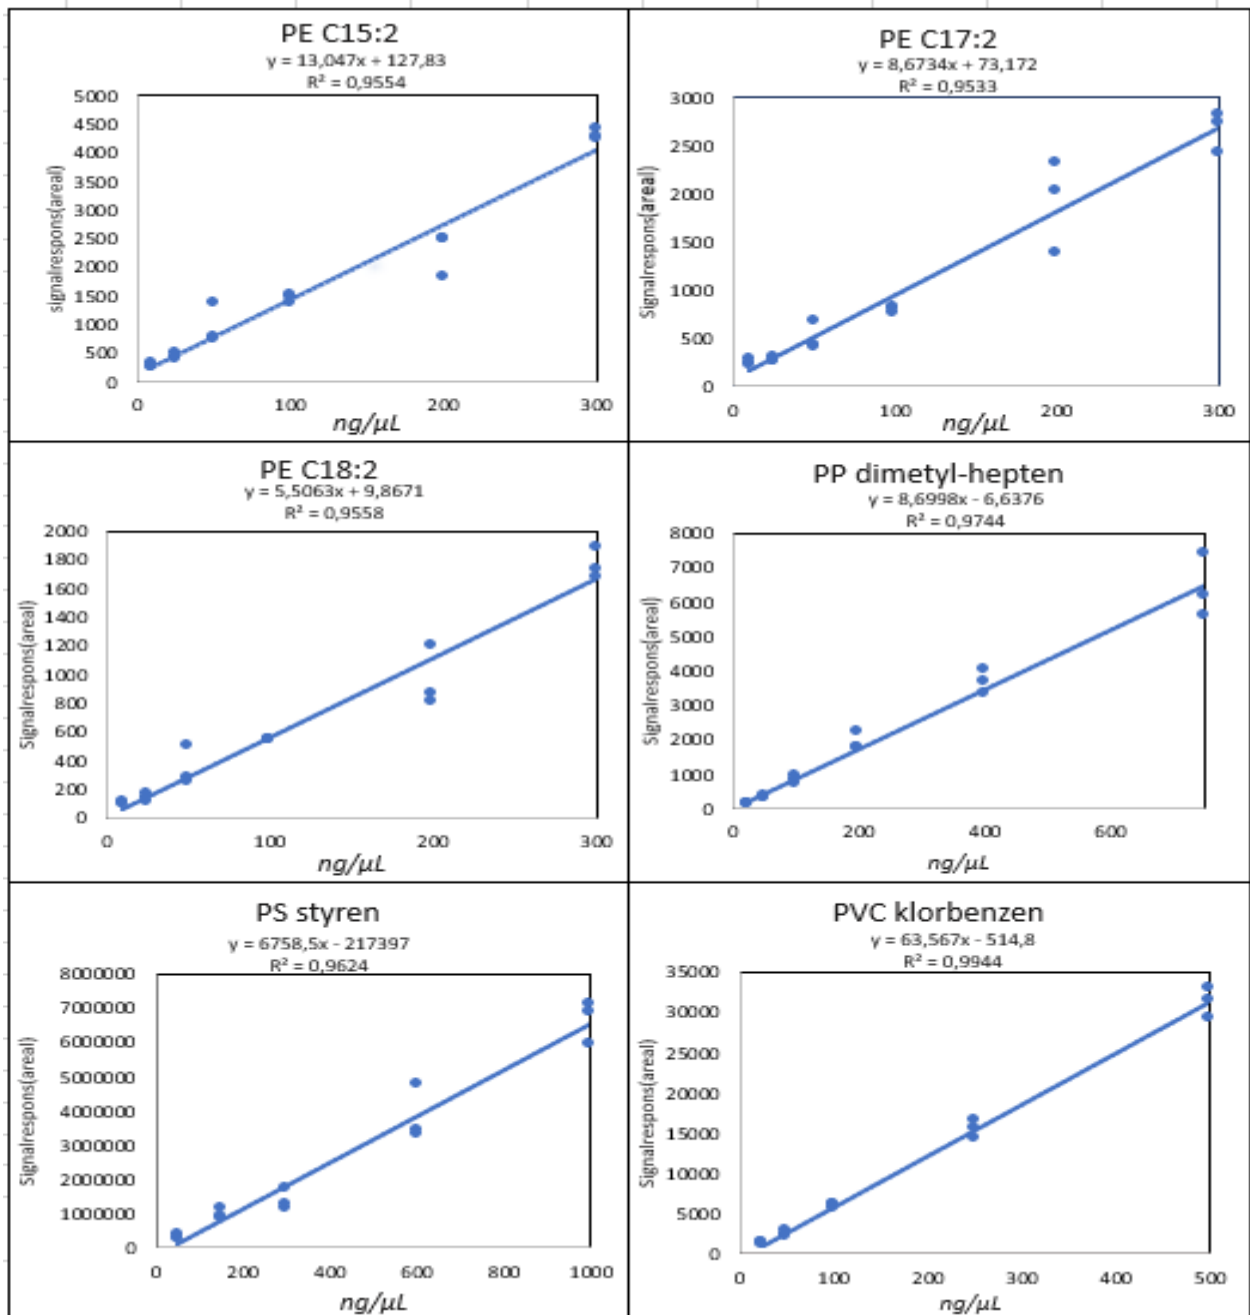 PE C15:2
y = 13,047x + 127,83
R² = 0,9554
5000
4500
4000
3500
3000
2500
2000
1500
1000
500
0
signalrespons(areal)
0 100 200 300
ng/µL
PE C17:2
y = 8,6734x + 73,172
R² = 0,9533
3000
2500
2000
1500
1000
500
0
Signalrespons(areal)
0 100 200 300
ng/µL
PE C18:2
y = 5,5063x + 9,8671
R² = 0,9558
2000
1800
1600
1400
1200
1000
800
600
400
200
0
Signalrespons(areal)
0 100 200 300
ng/µL
PP dimetyl-hepten
y = 8,6998x - 6,6376
R² = 0,9744
8000
7000
6000
5000
4000
3000
2000
1000
0
Signalrespons(areal)
0 200 400 600
ng/µL
PS styren
y = 6758,5x - 217397
R² = 0,9624
8000000
7000000
6000000
5000000
4000000
3000000
2000000
1000000
0
Signalrespons(areal)
0 200 400 600 800 1000
ng/µL
PVC klorbenzen
y = 63,567x - 514,8
R² = 0,9944
35000
30000
25000
20000
15000
10000
5000
0
Signalrespons(areal)
0 100 200 300 400 500
ng/µL